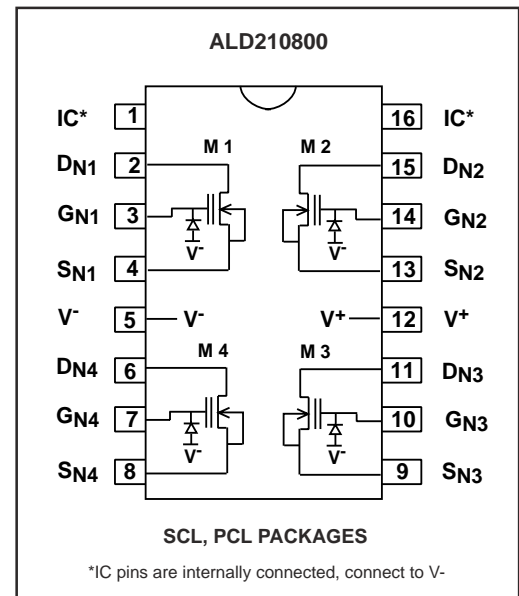 ALD210800
IC* 1 16 IC*
M 1 M 2
DN1 2 15 DN2
GN1 3 14 GN2
V- V-
SN1 4 13 SN2
V- 5 V- V+ 12 V+
M 4 M 3
DN4 6 11 DN3
GN4 7 10 GN3
V- V-
SN4 8 9 SN3
SCL, PCL PACKAGES
*IC pins are internally connected, connect to V-